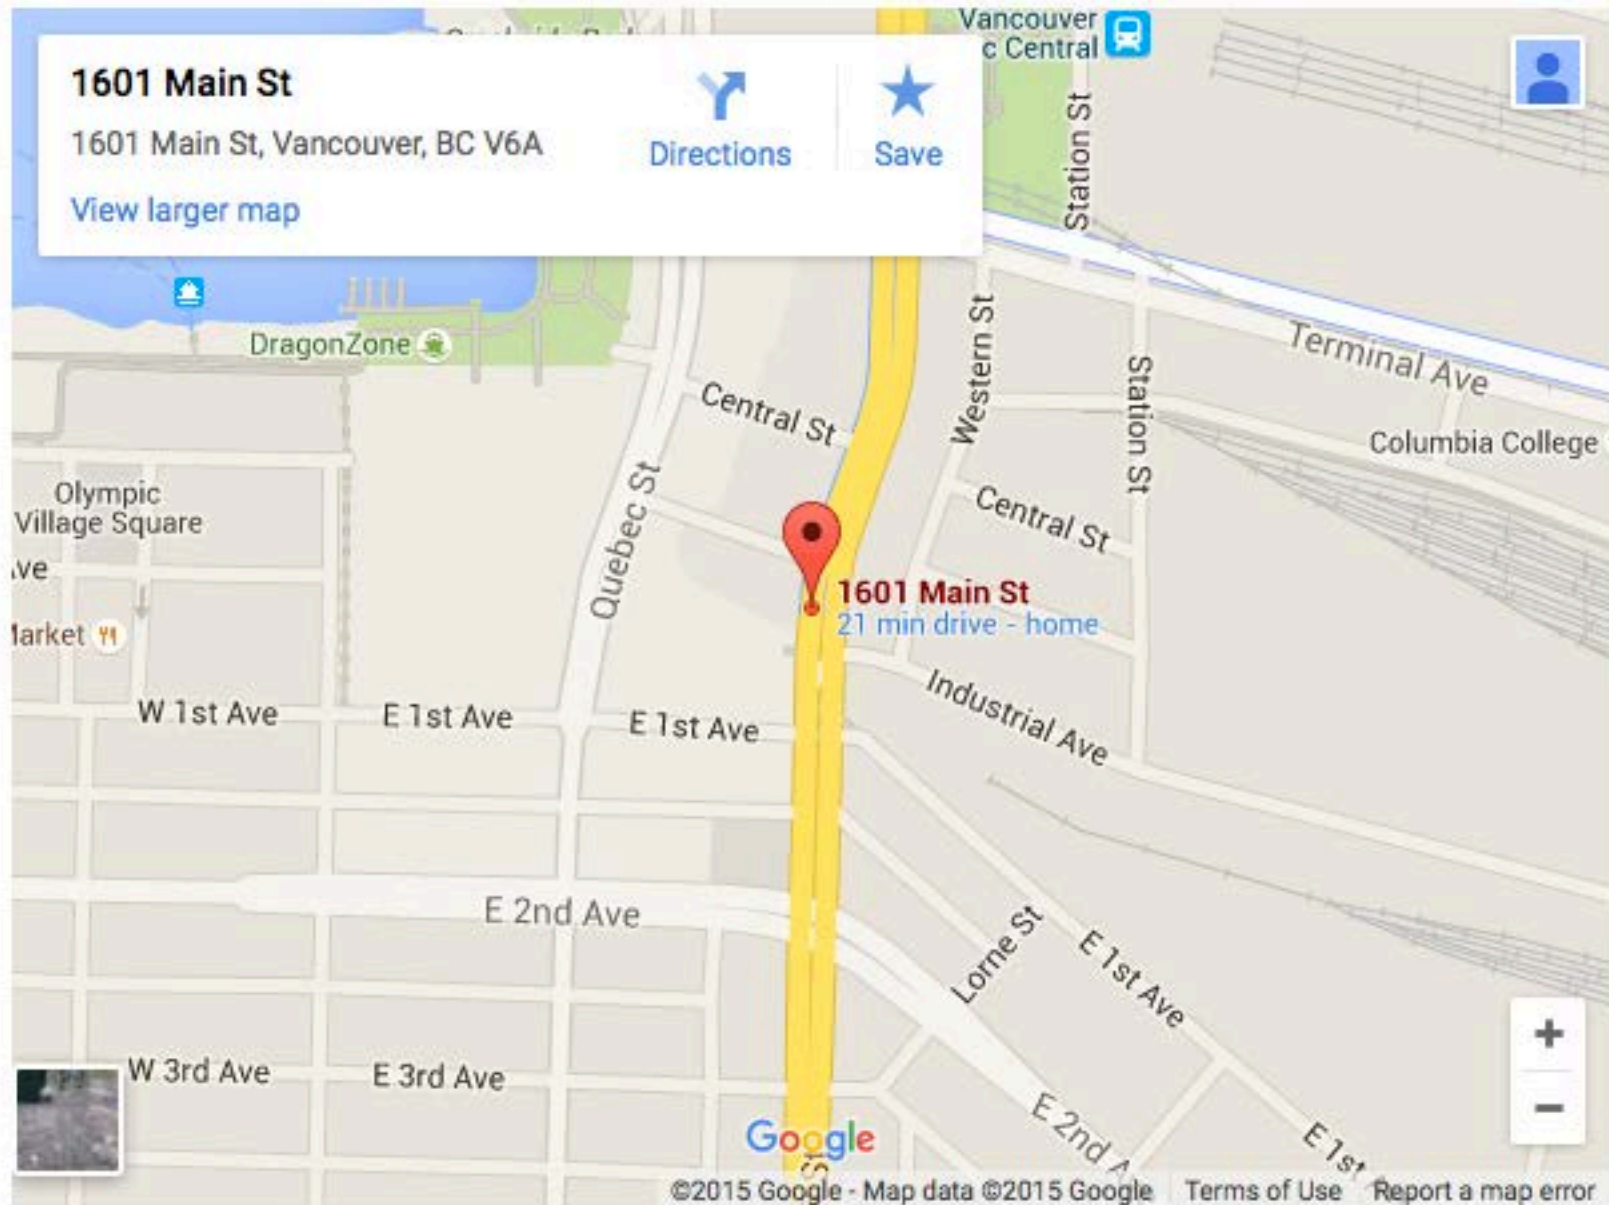 Vancouver
c Central
1601 Main St
1601 Main St, Vancouver, BC V6A
View larger map
Directions
Save
Station St
DragonZone
Terminal Ave
Western St
Station St
Central St
Columbia College
Olympic
Village Square
Quebec St
Central St
ve
1601 Main St
21 min drive - home
arket
Industrial Ave
W 1st Ave
E 1st Ave
E 1st Ave
E 2nd Ave
Lorne St
E 1st Ave
W 3rd Ave
E 3rd Ave
E 2nd A
E 1st
Google
St
©2015 Google - Map data ©2015 Google
Terms of Use
Report a map error